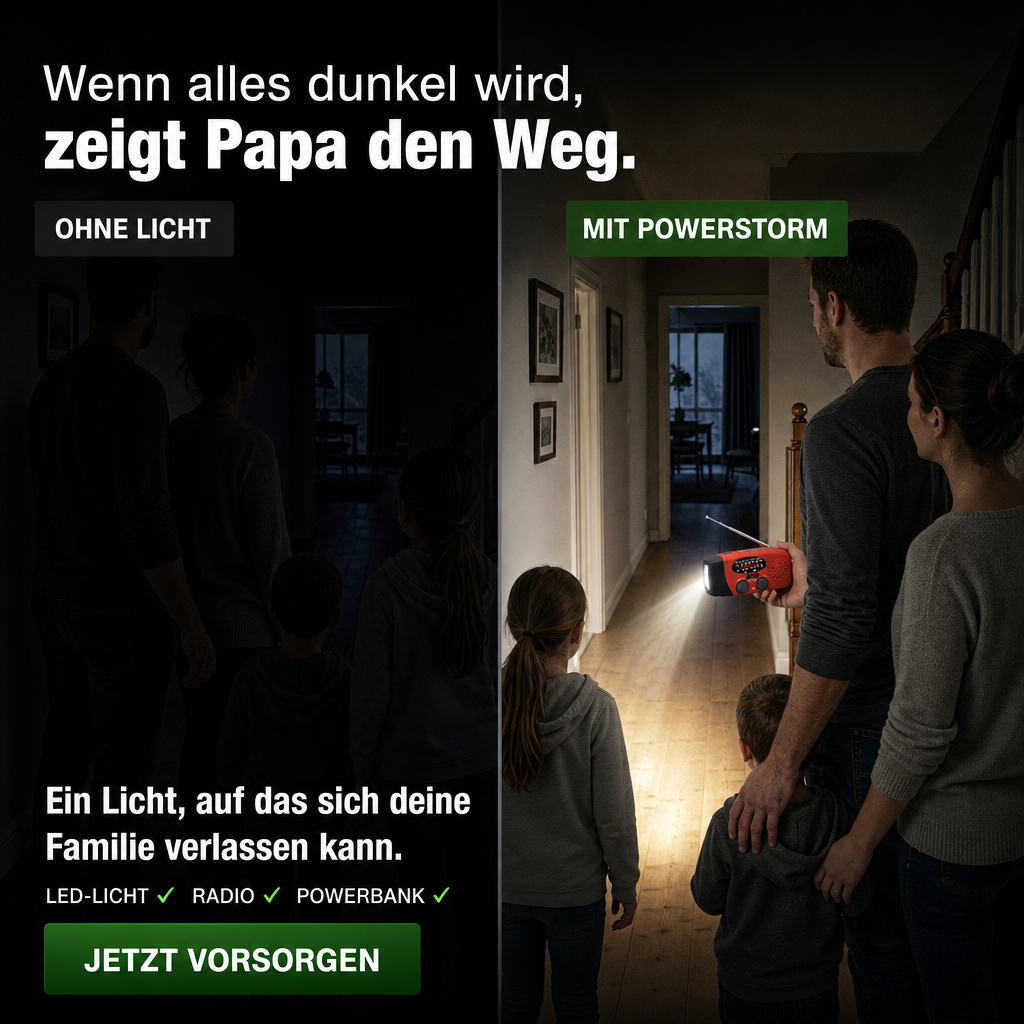 Wenn alles dunkel wird,
zeigt Papa den Weg.
OHNE LICHT
MIT POWERSTORM
Ein Licht, auf das sich deine
Familie verlassen kann.
LED-LICHT ✓ RADIO ✓ POWERBANK ✓
JETZT VORSORGEN